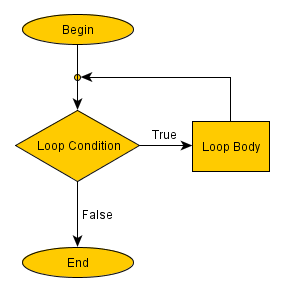 Begin
Loop Condition
True
Loop Body
False
End